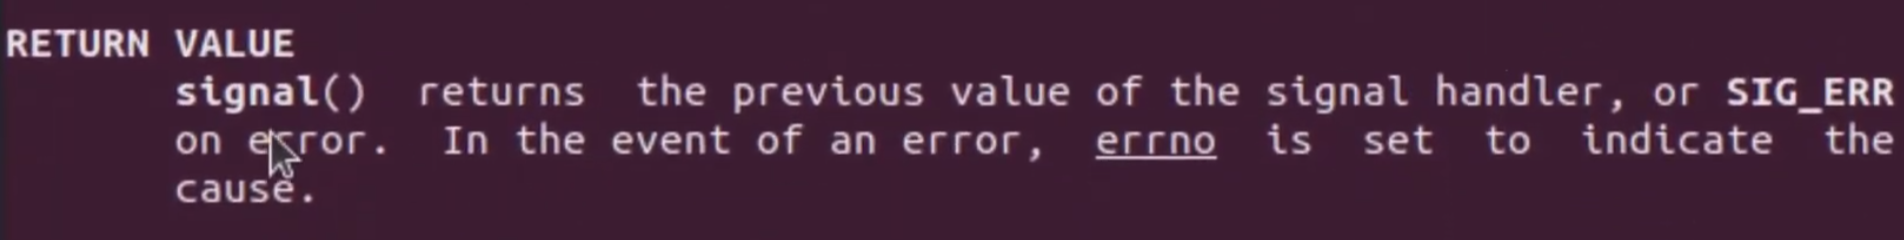 RETURN VALUE
signal() returns the previous value of the signal handler, or SIG_ERR
on error. In the event of an error, errno is set to indicate the
cause.